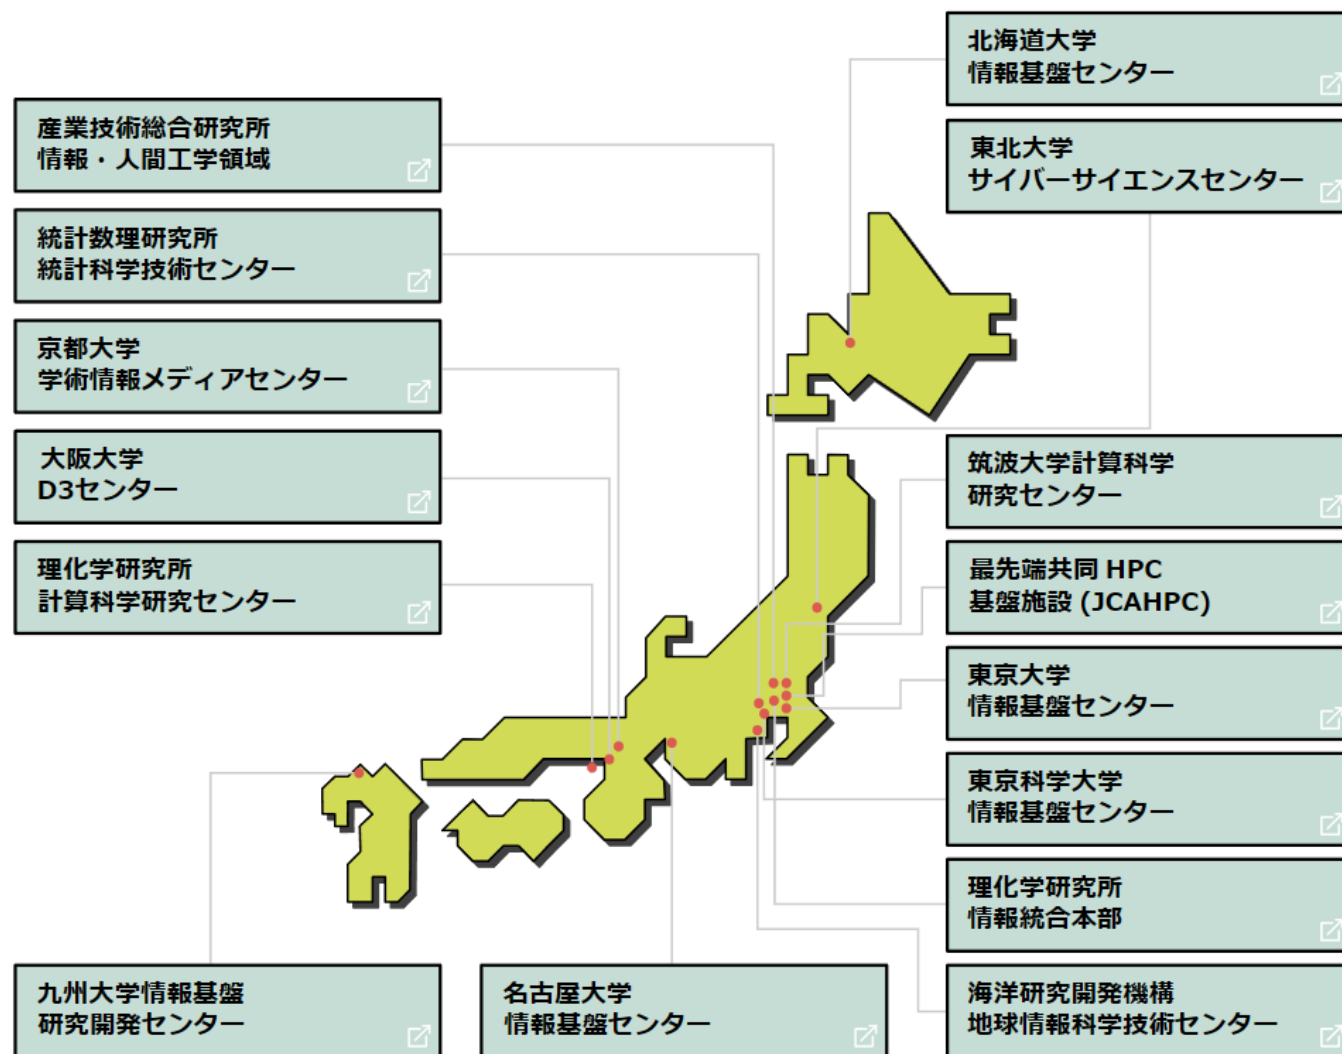 北海道大学
情報基盤センター
産業技術総合研究所
情報・人間工学領域
東北大学
サイバーサイエンスセンター
統計数理研究所
統計科学技術センター
京都大学
学術情報メディアセンター
大阪大学
D3センター
筑波大学計算科学
研究センター
理化学研究所
計算科学研究センター
最先端共同 HPC
基盤施設 (JCAHPC)
東京大学
情報基盤センター
東京科学大学
情報基盤センター
理化学研究所
情報統合本部
九州大学情報基盤
研究開発センター
名古屋大学
情報基盤センター
海洋研究開発機構
地球情報科学技術センター